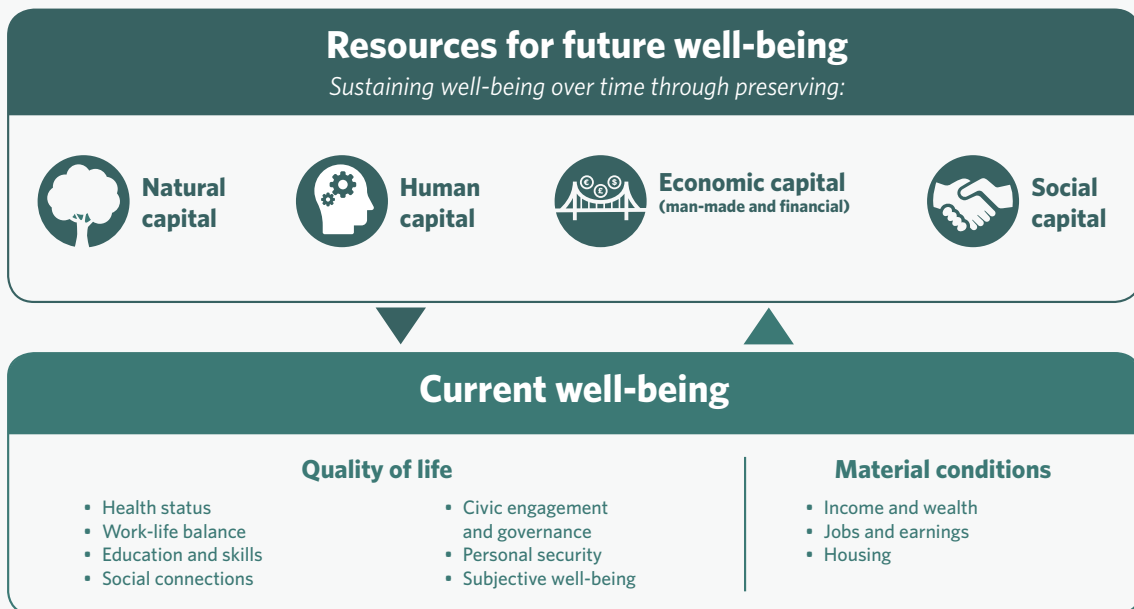 Resources for future well-being
Sustaining well-being over time through preserving:
Natural
capital
Human
capital
€ $ £
Economic capital
(man-made and financial)
Social
capital
Current well-being
Quality of life
• Health status
• Work-life balance
• Education and skills
• Social connections
• Civic engagement
and governance
• Personal security
• Subjective well-being
Material conditions
• Income and wealth
• Jobs and earnings
• Housing